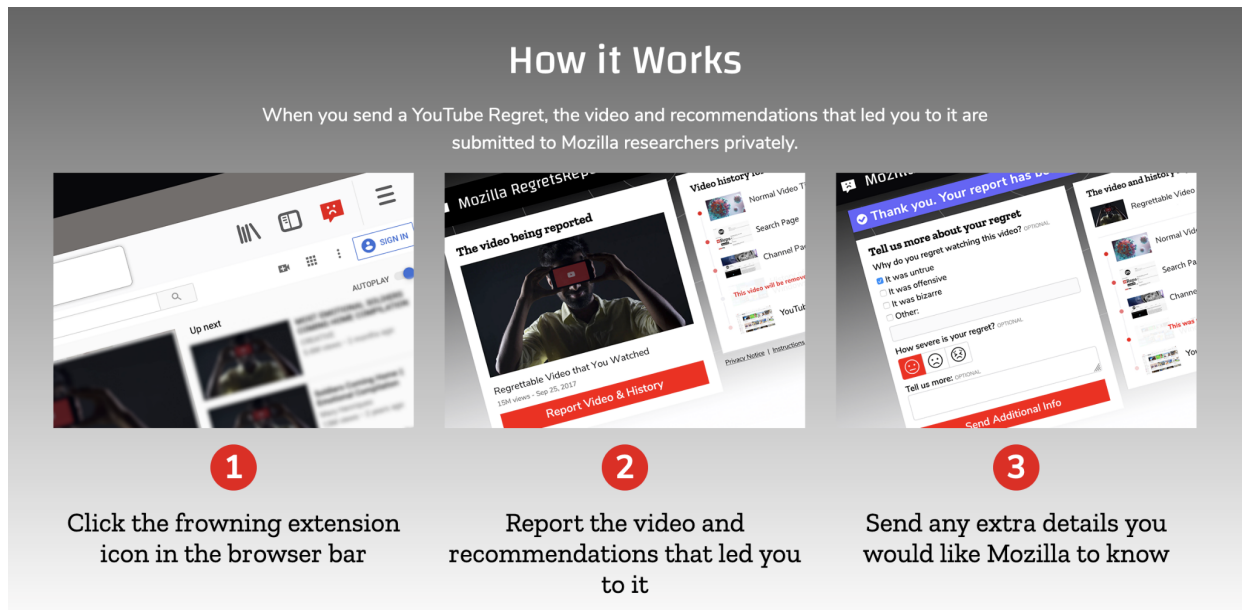 How it Works
When you send a YouTube Regret, the video and recommendations that led you to it are
submitted to Mozilla researchers privately.
SIGN IN
AUTOPLAY
Up next
Mozilla RegretsRepo
The video being reported
Regrettable Video that You Watched
15M views - Sep 25, 2017
Report Video & History
Video history fo
Normal Video T
Search Page
Channel Pa
This video will be remov
YouTub
Privacy Notice | Instructions
Mozi
Thank you. Your report has be
Tell us more about your regret
Why do you regret watching this video? OPTIONAL
It was untrue
It was offensive
It was bizarre
Other:
How severe is your regret? OPTIONAL
Tell us more: OPTIONAL
Send Additional Info
The video and history
Regrettable Video
Normal Vid
Search Pa
Channe
This was
You
1
Click the frowning extension
icon in the browser bar
2
Report the video and
recommendations that led you
to it
3
Send any extra details you
would like Mozilla to know